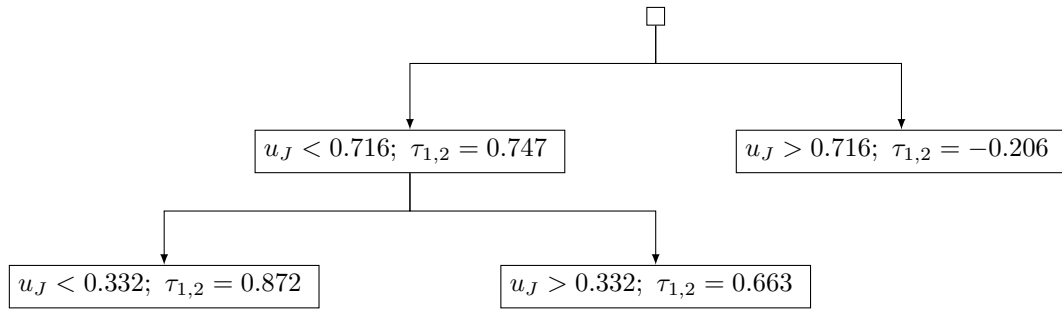 u_J < 0.716; τ_{1,2} = 0.747
u_J > 0.716; τ_{1,2} = −0.206
u_J < 0.332; τ_{1,2} = 0.872
u_J > 0.332; τ_{1,2} = 0.663